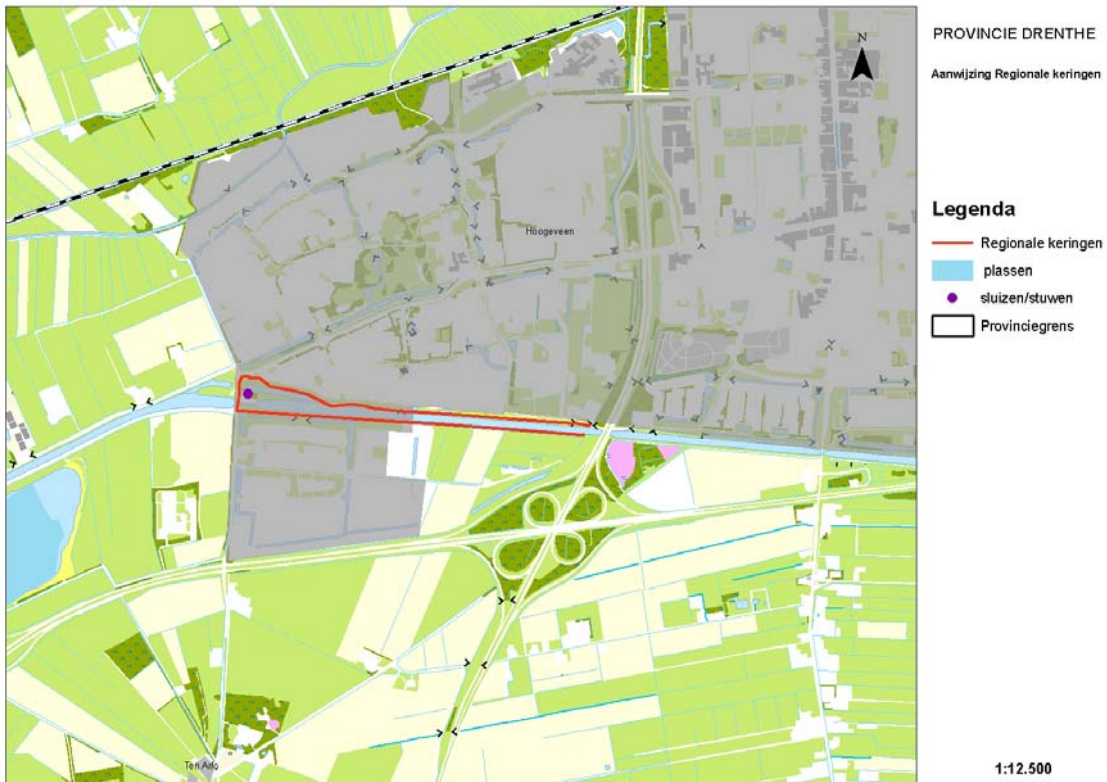 PROVINCIE DRENTHE
N
Aanwijzing Regionale keringen
Legenda
Regionale keringen
plassen
sluizen/stuwen
Provinciegrens
Hoogeveen
Ten Arlo
1:12.500